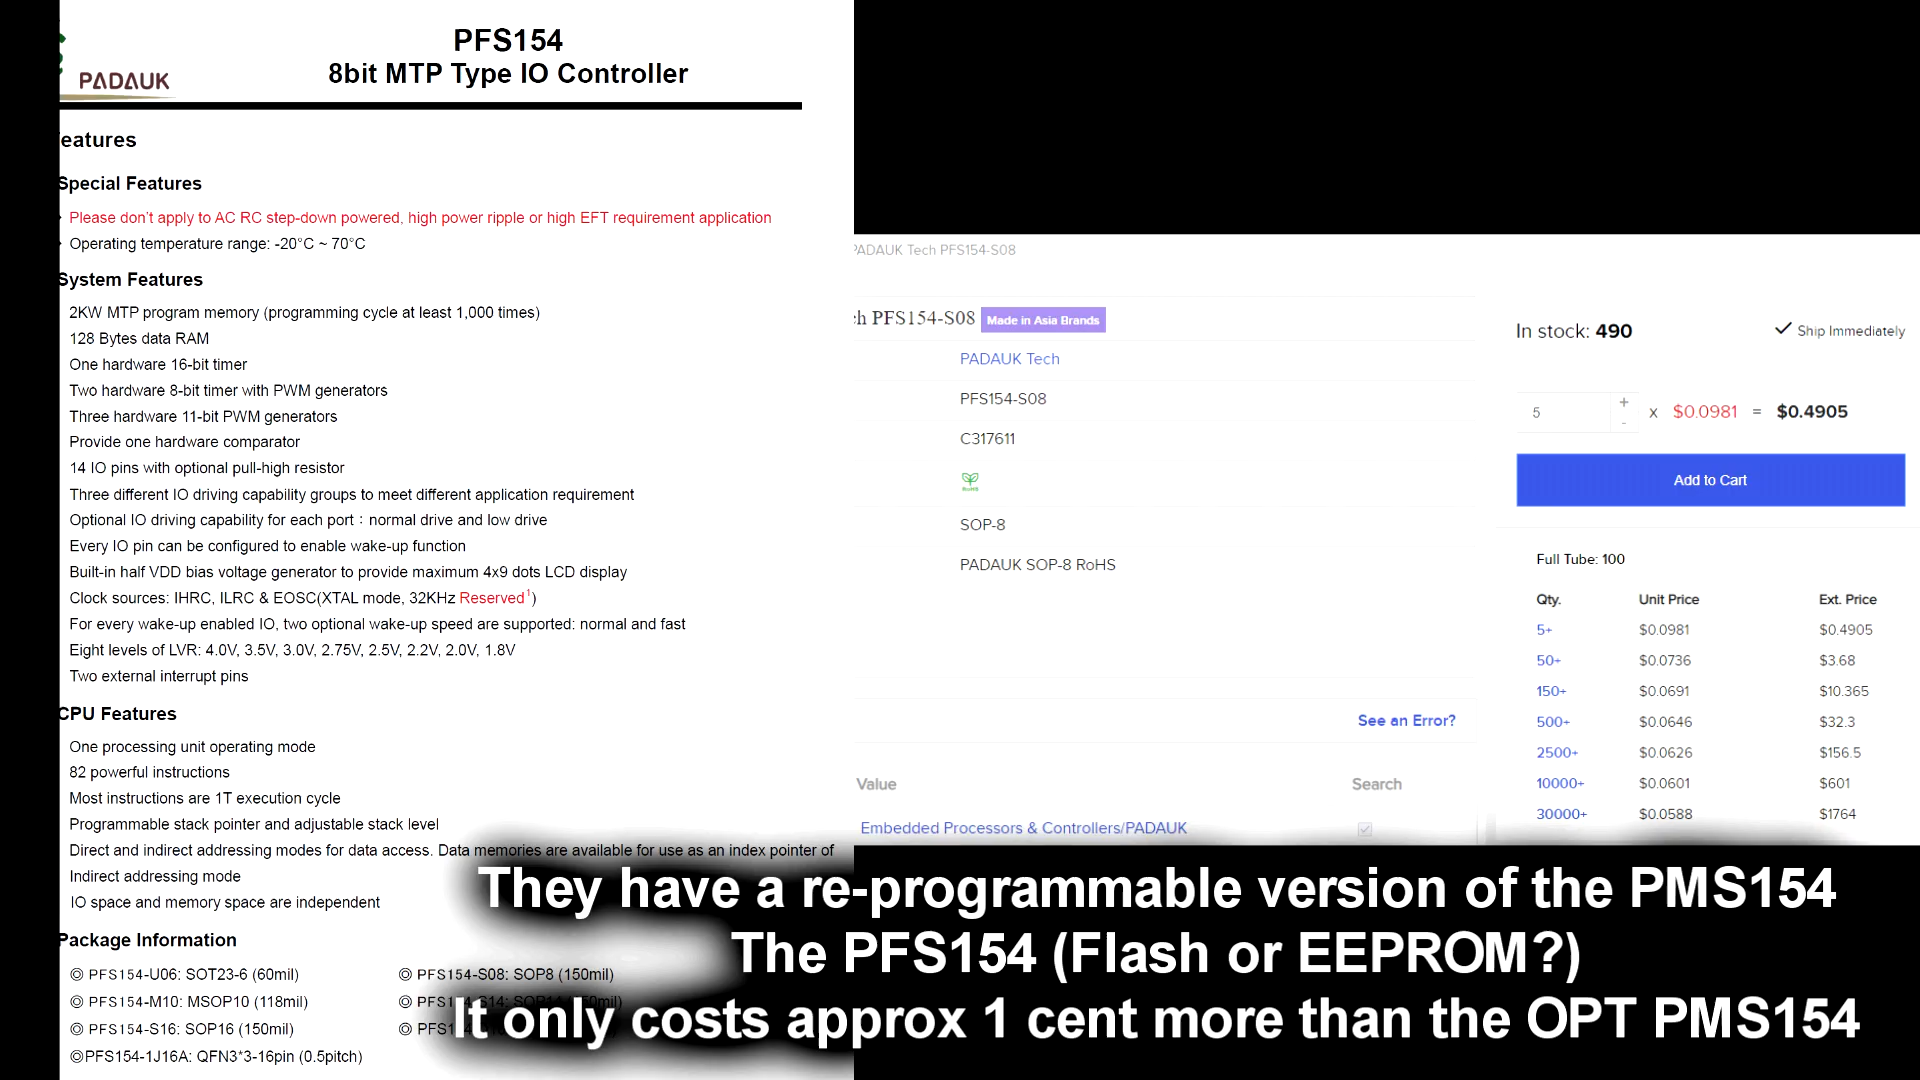 PADAUK
PFS154
8bit MTP Type IO Controller
eatures
Special Features
Please don't apply to AC RC step-down powered, high power ripple or high EFT requirement application
Operating temperature range: -20°C ~ 70°C
System Features
2KW MTP program memory (programming cycle at least 1,000 times)
128 Bytes data RAM
One hardware 16-bit timer
Two hardware 8-bit timer with PWM generators
Three hardware 11-bit PWM generators
Provide one hardware comparator
14 IO pins with optional pull-high resistor
Three different IO driving capability groups to meet different application requirement
Optional IO driving capability for each port：normal drive and low drive
Every IO pin can be configured to enable wake-up function
Built-in half VDD bias voltage generator to provide maximum 4x9 dots LCD display
Clock sources: IHRC, ILRC & EOSC(XTAL mode, 32KHz Reserved¹)
For every wake-up enabled IO, two optional wake-up speed are supported: normal and fast
Eight levels of LVR: 4.0V, 3.5V, 3.0V, 2.75V, 2.5V, 2.2V, 2.0V, 1.8V
Two external interrupt pins
CPU Features
One processing unit operating mode
82 powerful instructions
Most instructions are 1T execution cycle
Programmable stack pointer and adjustable stack level
Direct and indirect addressing modes for data access. Data memories are available for use as an index pointer of
Indirect addressing mode
IO space and memory space are independent
Package Information
◎ PFS154-U06: SOT23-6 (60mil) ◎ PFS154-S08: SOP8 (150mil)
◎ PFS154-M10: MSOP10 (118mil) ◎ PFS154-S14: SOP14 (150mil)
◎ PFS154-S16: SOP16 (150mil) ◎ PFS1
◎PFS154-1J16A: QFN3*3-16pin (0.5pitch)
PADAUK Tech PFS154-S08
h PFS154-S08 Made in Asia Brands
PADAUK Tech
PFS154-S08
C317611
RoHS
SOP-8
PADAUK SOP-8 RoHS
See an Error?
Value Search
Embedded Processors & Controllers/PADAUK
In stock: 490 Ship Immediately
5 + - x $0.0981 = $0.4905
Add to Cart
Full Tube: 100
Qty. Unit Price Ext. Price
5+ $0.0981 $0.4905
50+ $0.0736 $3.68
150+ $0.0691 $10.365
500+ $0.0646 $32.3
2500+ $0.0626 $156.5
10000+ $0.0601 $601
30000+ $0.0588 $1764
They have a re-programmable version of the PMS154
The PFS154 (Flash or EEPROM?)
It only costs approx 1 cent more than the OPT PMS154